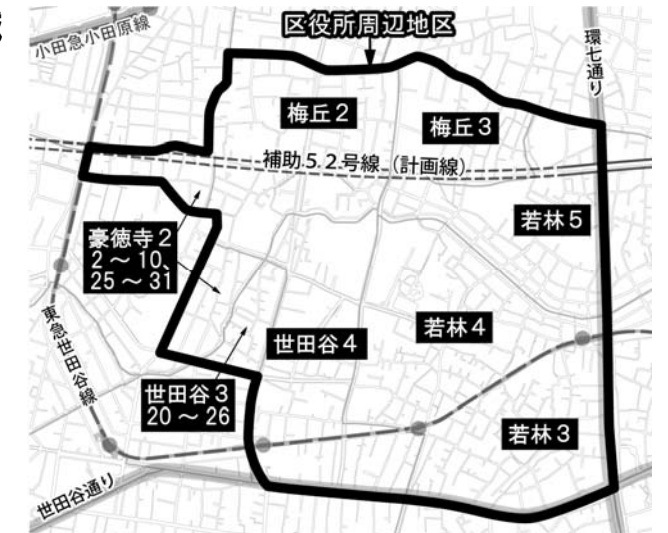 区役所周辺地区
小田急小田原線
環七通り
梅丘2
梅丘3
補助52号線（計画線）
若林5
豪徳寺2
2～10、
25～31
東急世田谷線
世田谷4
若林4
世田谷3
20～26
若林3
世田谷通り